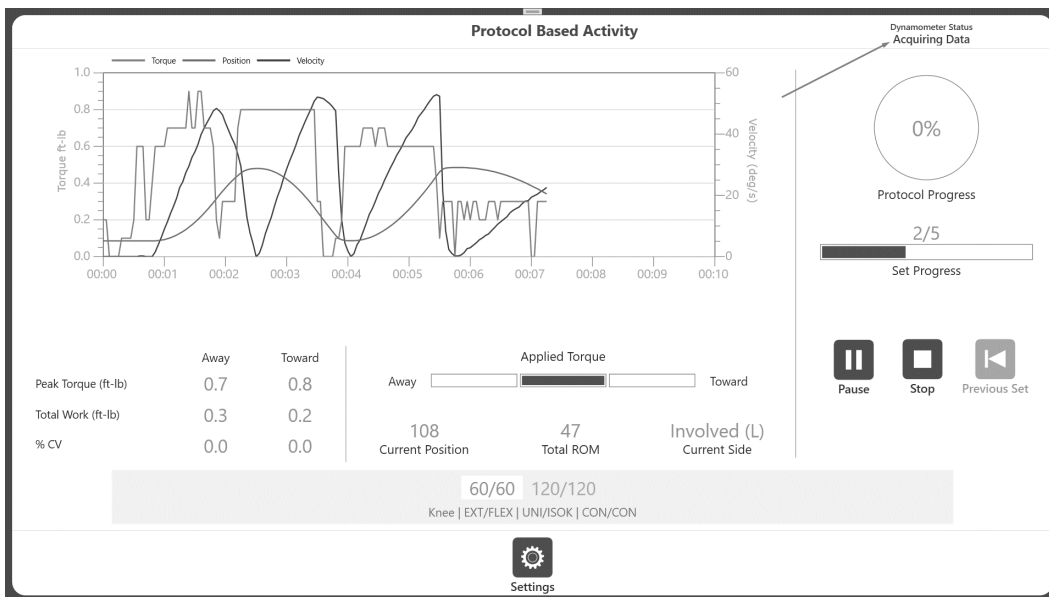 Protocol Based Activity
Dynamometer Status
Acquiring Data
Torque Position Velocity
1.0 60
0.8
0.6 40
0.4 20
0.2
0.0 0
Torque ft-lb
Velocity (deg/s)
00:00 00:01 00:02 00:03 00:04 00:05 00:06 00:07 00:08 00:09 00:10
0%
Protocol Progress
2/5
Set Progress
Pause Stop Previous Set
Away Toward
Peak Torque (ft-lb) 0.7 0.8
Total Work (ft-lb) 0.3 0.2
% CV 0.0 0.0
Applied Torque
Away Toward
108 47 Involved (L)
Current Position Total ROM Current Side
60/60 120/120
Knee | EXT/FLEX | UNI/ISOK | CON/CON
Settings